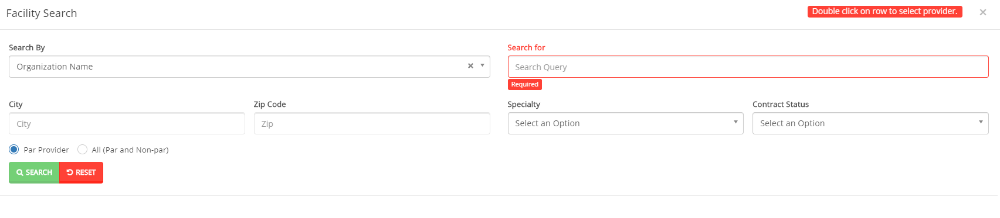 Facility Search
Double click on row to select provider.
Search By
Organization Name
Search for
Search Query
Required
City
City
Zip Code
Zip
Specialty
Select an Option
Contract Status
Select an Option
Par Provider
All (Par and Non-par)
SEARCH
RESET